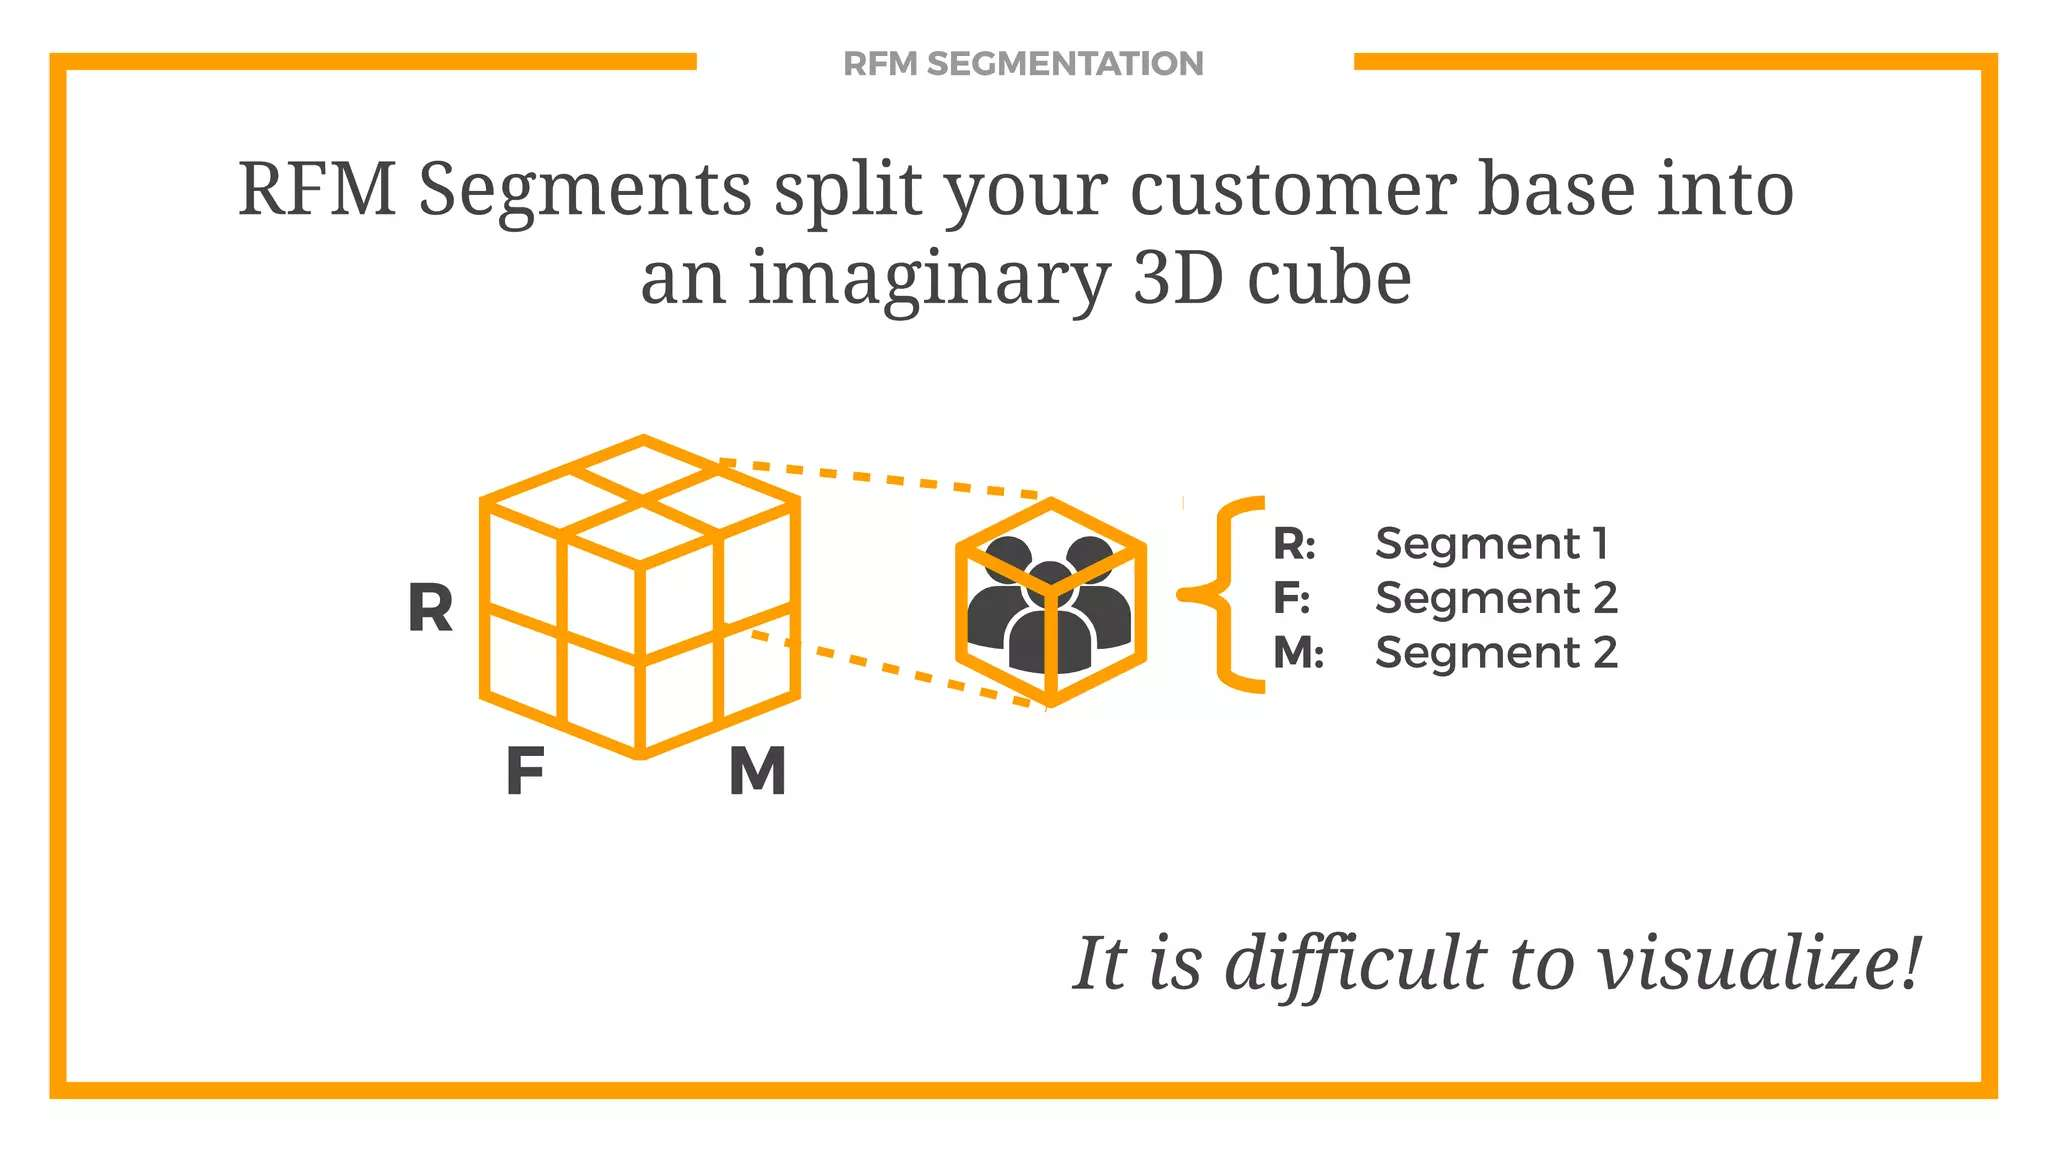 RFM SEGMENTATION
RFM Segments split your customer base into
an imaginary 3D cube
R
F
M
R: Segment 1
F: Segment 2
M: Segment 2
It is difficult to visualize!